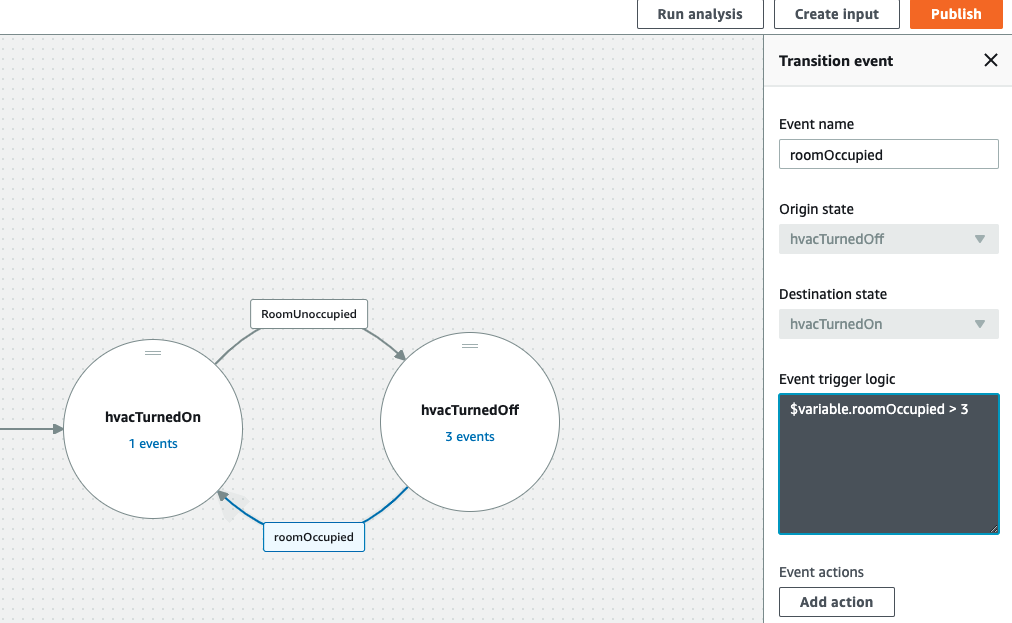 Run analysis
Create input
Publish
Transition event
Event name
roomOccupied
Origin state
hvacTurnedOff
Destination state
hvacTurnedOn
Event trigger logic
$variable.roomOccupied > 3
Event actions
Add action
RoomUnoccupied
hvacTurnedOn
1 events
hvacTurnedOff
3 events
roomOccupied